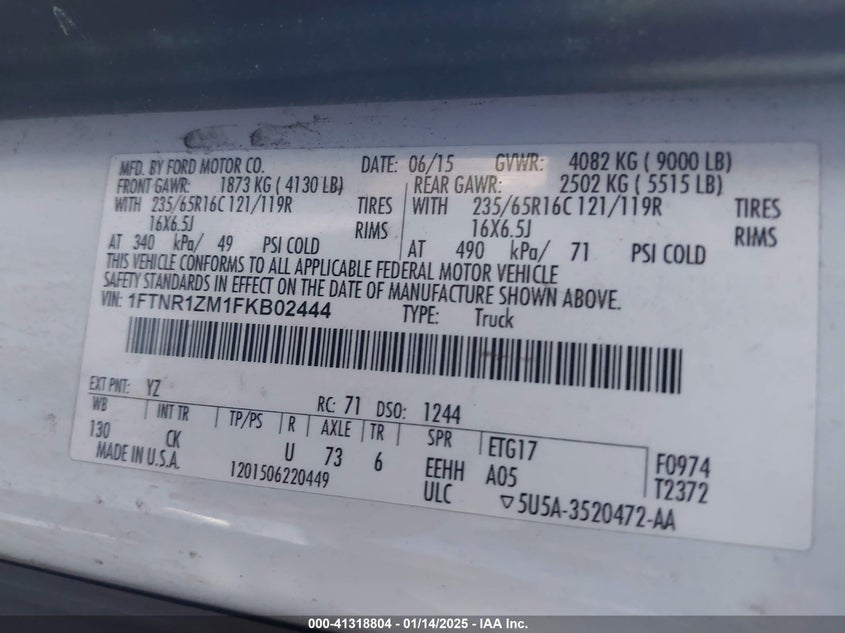 MFD. BY FORD MOTOR CO. DATE: 06/15 GVWR: 4082 KG ( 9000 LB)
FRONT GAWR: 1873 KG ( 4130 LB) REAR GAWR: 2502 KG ( 5515 LB)
WITH 235/65R16C 121/119R TIRES WITH 235/65R16C 121/119R TIRES
16X6.5J RIMS 16X6.5J RIMS
AT 340 kPa/ 49 PSI COLD AT 490 kPa/ 71 PSI COLD
THIS VEHICLE CONFORMS TO ALL APPLICABLE FEDERAL MOTOR VEHICLE
SAFETY STANDARDS IN EFFECT ON THE DATE OF MANUFACTURE SHOWN ABOVE.
VIN: 1FTNR1ZM1FKB02444 TYPE: Truck
EXT PNT: YZ RC: 71 DSO: 1244
WB INT TR TP/PS R AXLE TR SPR ETG17 F0974
130 CK U 73 6 EEHH A05 T2372
MADE IN U.S.A. 1201506220449 ULC ▽5U5A-3520472-AA
000-41318804 - 01/14/2025 - IAA Inc.